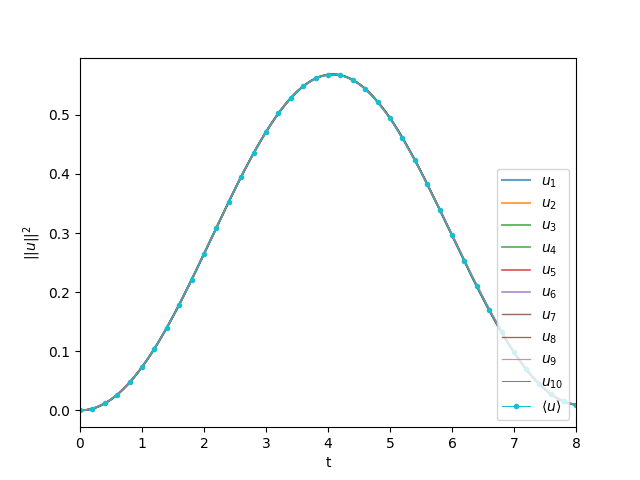 ||u||²
0.5
0.4
0.3
0.2
0.1
0.0
0 1 2 3 4 5 6 7 8
t
u₁
u₂
u₃
u₄
u₅
u₆
u₇
u₈
u₉
u₁₀
⟨u⟩